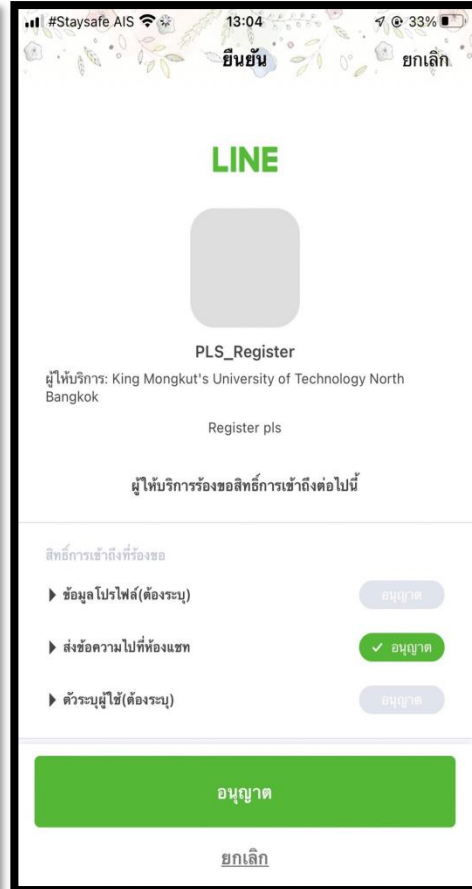 #Staysafe AIS 13:04 33%
ยืนยัน ยกเลิก
LINE
PLS_Register
ผู้ให้บริการ: King Mongkut's University of Technology North
Bangkok
Register pls
ผู้ให้บริการร้องขอสิทธิ์การเข้าถึงต่อไปนี้
สิทธิ์การเข้าถึงที่ร้องขอ
ข้อมูลโปรไฟล์(ต้องระบุ) อนุญาต
ส่งข้อความไปที่ห้องแชท อนุญาต
ตัวระบุผู้ใช้(ต้องระบุ) อนุญาต
อนุญาต
ยกเลิก